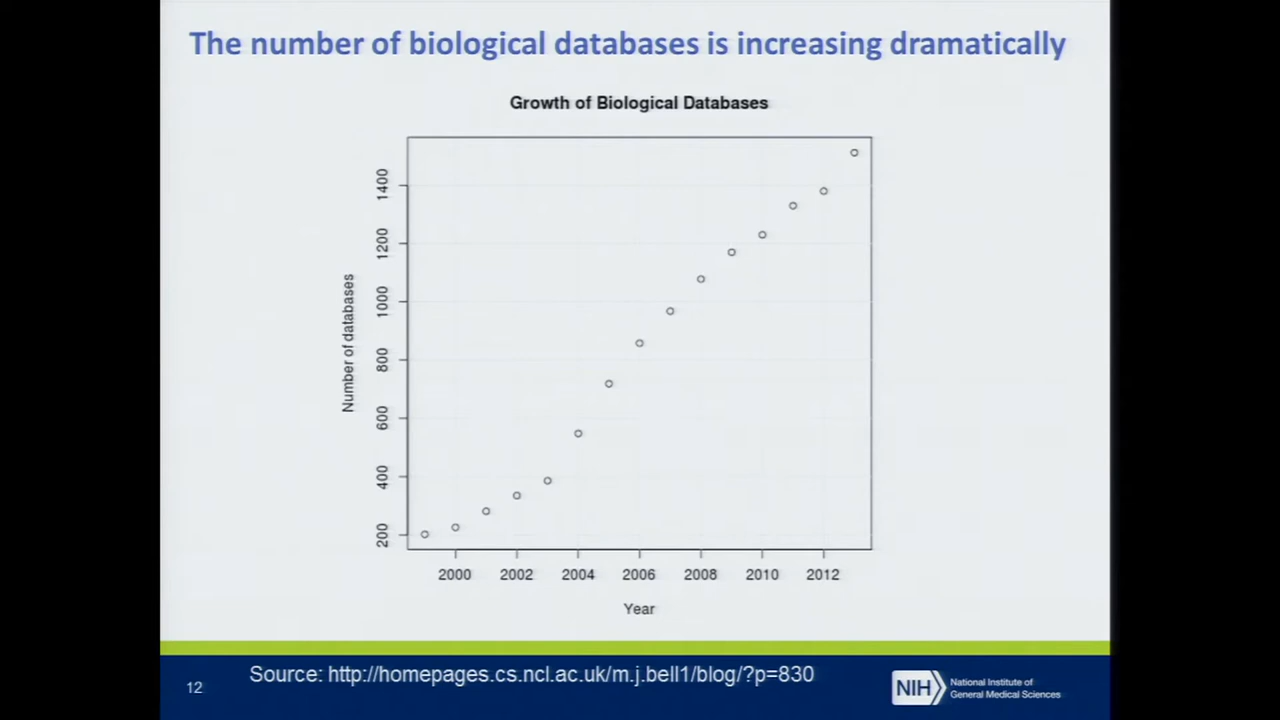 The number of biological databases is increasing dramatically
Growth of Biological Databases
Number of databases
1400
1200
1000
800
600
400
200
2000 2002 2004 2006 2008 2010 2012
Year
Source: http://homepages.cs.ncl.ac.uk/m.j.bell1/blog/?p=830
12
NIH
National Institute of
General Medical Sciences